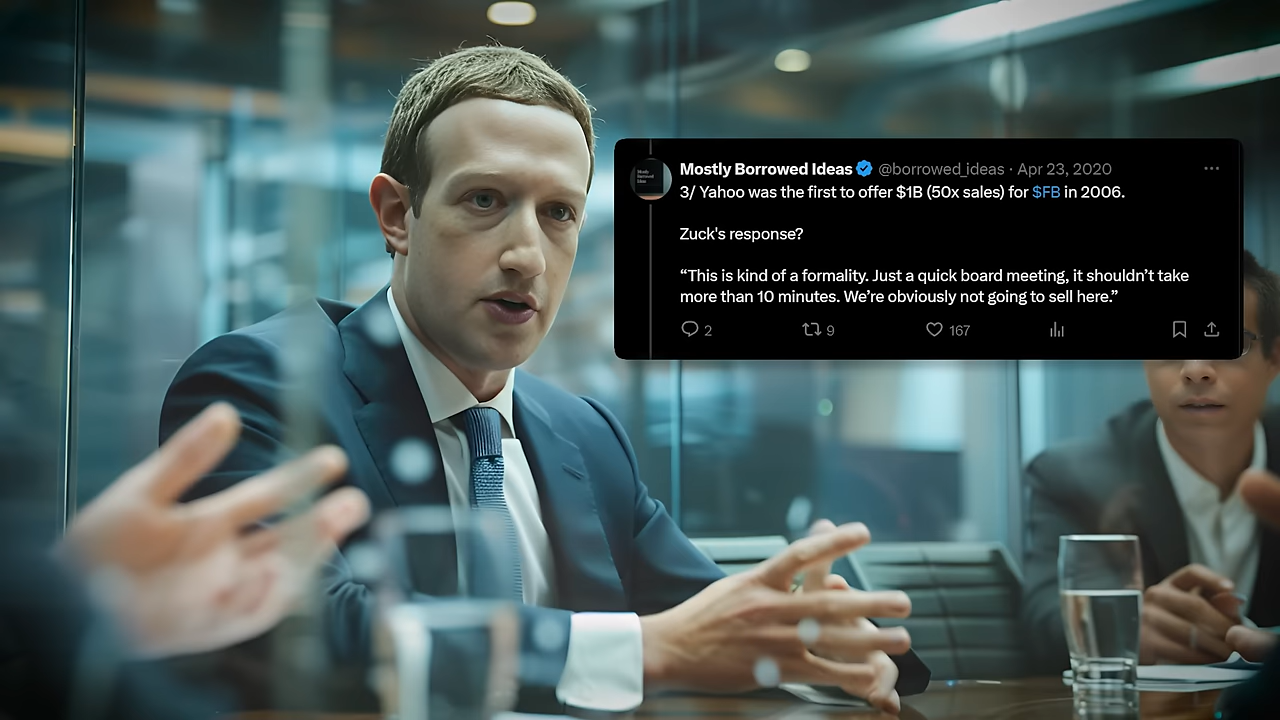 Mostly Borrowed Ideas @borrowed_ideas · Apr 23, 2020
3/ Yahoo was the first to offer $1B (50x sales) for $FB in 2006.
Zuck's response?
“This is kind of a formality. Just a quick board meeting, it shouldn’t take
more than 10 minutes. We’re obviously not going to sell here.”
2 9 167